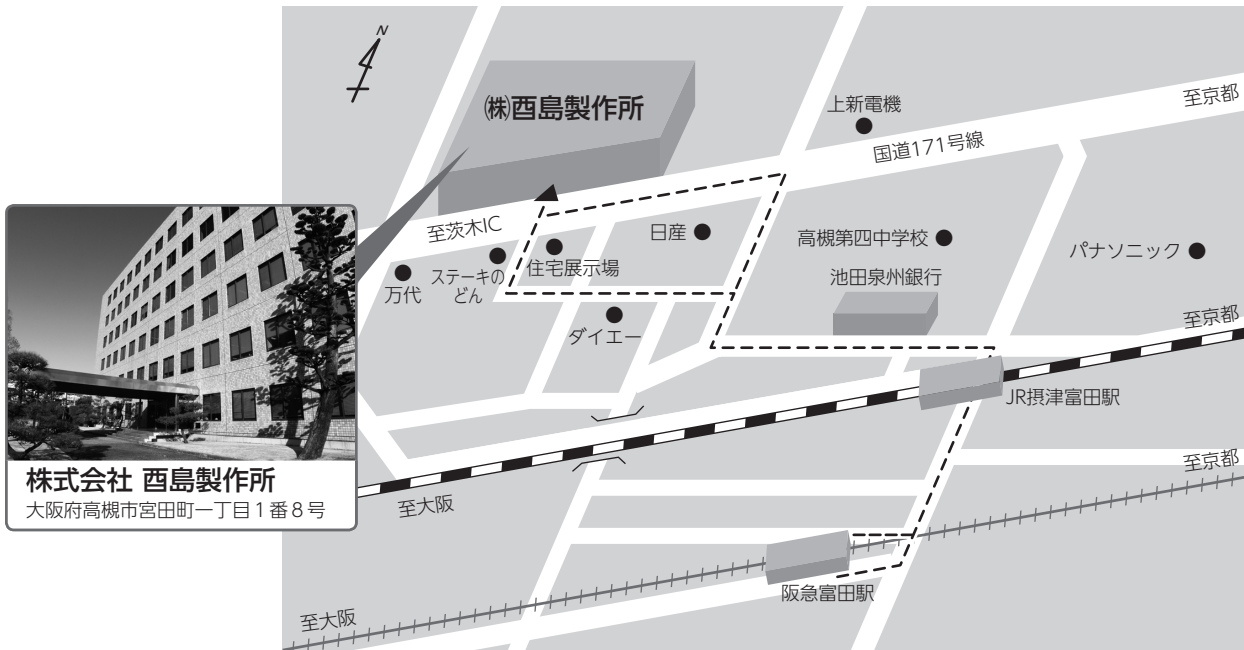 N
㈱酉島製作所
上新電機
至京都
国道171号線
至茨木IC
日産
高槻第四中学校
パナソニック
住宅展示場
ステーキの
どん
万代
池田泉州銀行
ダイエー
至京都
JR摂津富田駅
株式会社 酉島製作所
大阪府高槻市宮田町一丁目1番8号
至大阪
至京都
阪急富田駅
至大阪